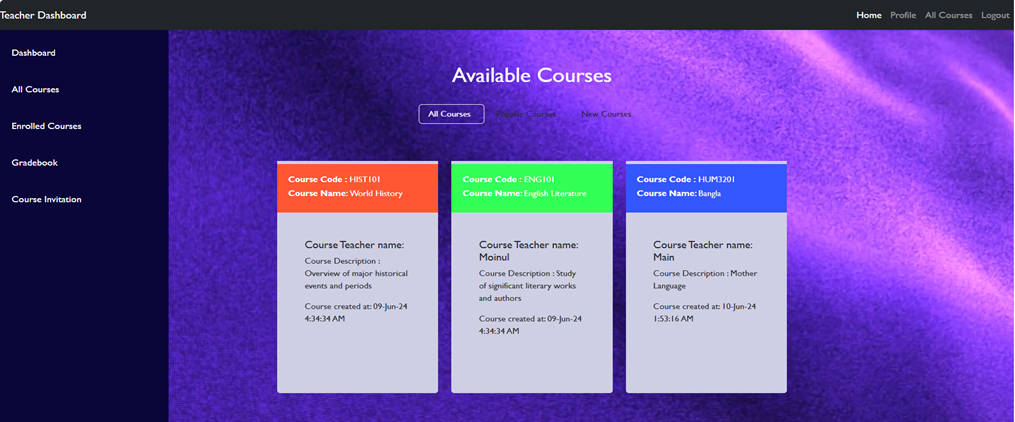 Teacher Dashboard
Home Profile All Courses Logout
Dashboard
All Courses
Enrolled Courses
Gradebook
Course Invitation
Available Courses
All Courses
Popular Courses
New Courses
Course Code : HIST101
Course Name: World History
Course Teacher name:
Course Description :
Overview of major historical
events and periods
Course created at: 09-Jun-24
4:34:34 AM
Course Code : ENG101
Course Name: English Literature
Course Teacher name:
Moinul
Course Description : Study
of significant literary works
and authors
Course created at: 09-Jun-24
4:34:34 AM
Course Code : HUM3201
Course Name: Bangla
Course Teacher name:
Main
Course Description : Mother
Language
Course created at: 10-Jun-24
1:53:16 AM